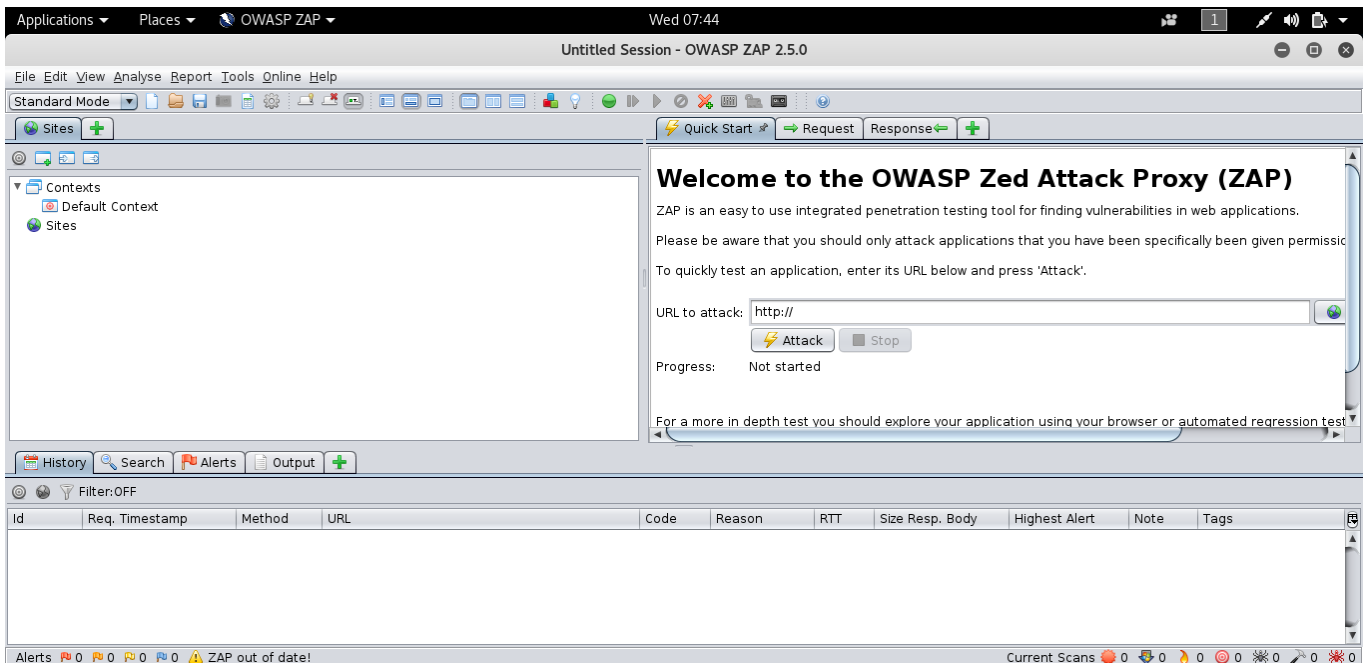 Applications Places OWASP ZAP Wed 07:44 1
Untitled Session - OWASP ZAP 2.5.0
File Edit View Analyse Report Tools Online Help
Standard Mode
Sites
Quick Start Request Response
Contexts
Default Context
Sites
Welcome to the OWASP Zed Attack Proxy (ZAP)
ZAP is an easy to use integrated penetration testing tool for finding vulnerabilities in web applications.
Please be aware that you should only attack applications that you have been specifically been given permissic
To quickly test an application, enter its URL below and press 'Attack'.
URL to attack: http://
Attack Stop
Progress: Not started
For a more in depth test you should explore your application using your browser or automated regression test
History Search Alerts Output
Filter:OFF
Id Req. Timestamp Method URL Code Reason RTT Size Resp. Body Highest Alert Note Tags
Alerts 0 0 0 0 ZAP out of date! Current Scans 0 0 0 0 0 0 0